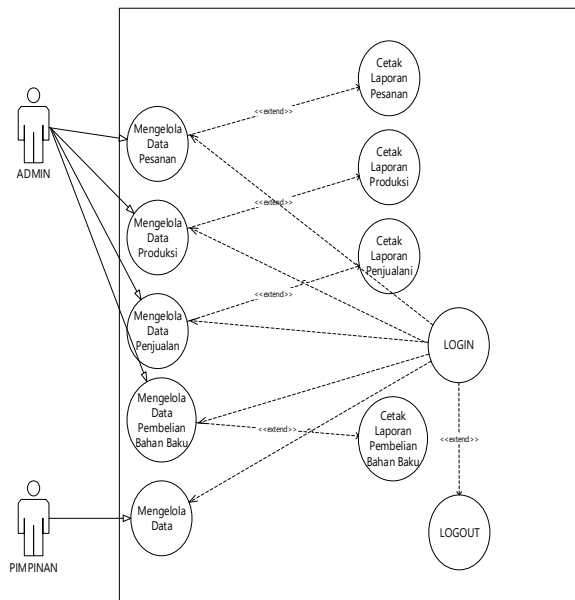 Cetak
Laporan
Pesanan
<<extend>>
ADMIN
Mengelola
Data
Pesanan
Cetak
Laporan
Produksi
<<extend>>
Mengelola
Data
Produksi
Cetak
Laporan
Penjualani
<<extend>>
Mengelola
Data
Penjualan
LOGIN
Mengelola
Data
Pembelian
Bahan Baku
<<extend>>
Cetak
Laporan
Pembelian
Bahan Baku
<<extend>>
PIMPINAN
Mengelola
Data
LOGOUT